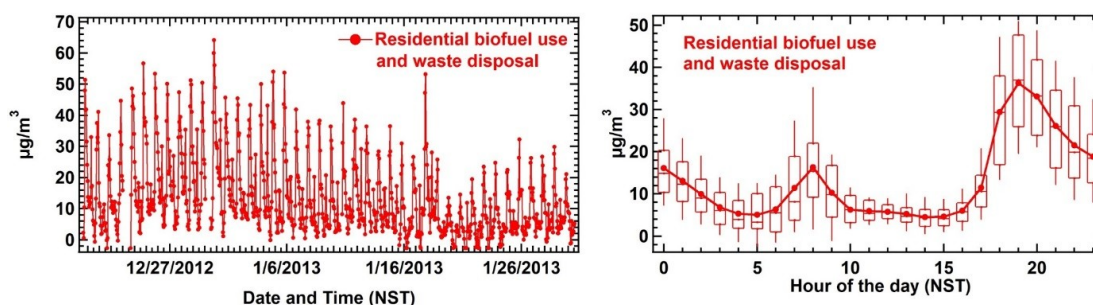 70
60
50
40
30
20
10
0
µg/m³
Residential biofuel use
and waste disposal
12/27/2012 1/6/2013 1/16/2013 1/26/2013
Date and Time (NST)
50
40
30
20
10
0
µg/m³
Residential biofuel use
and waste disposal
0 5 10 15 20
Hour of the day (NST)